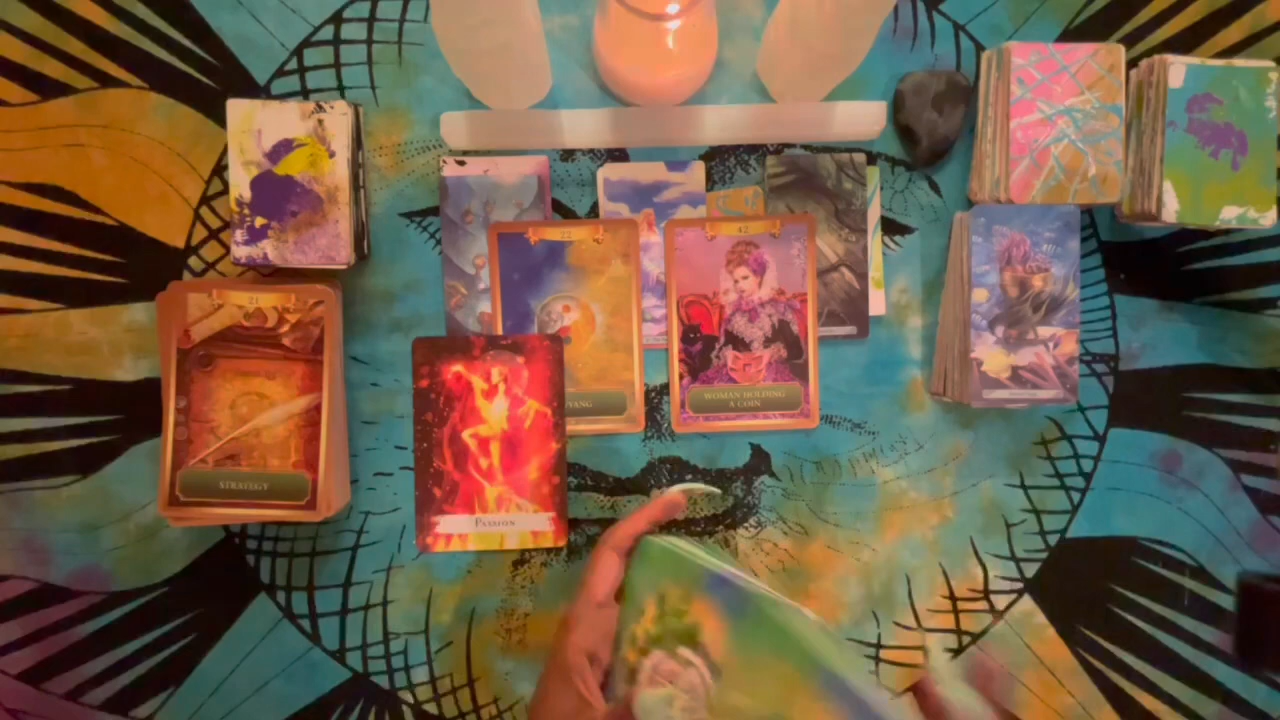 22
42
21
YANG
WOMAN HOLDING
A COIN
STRATEGY
Passion